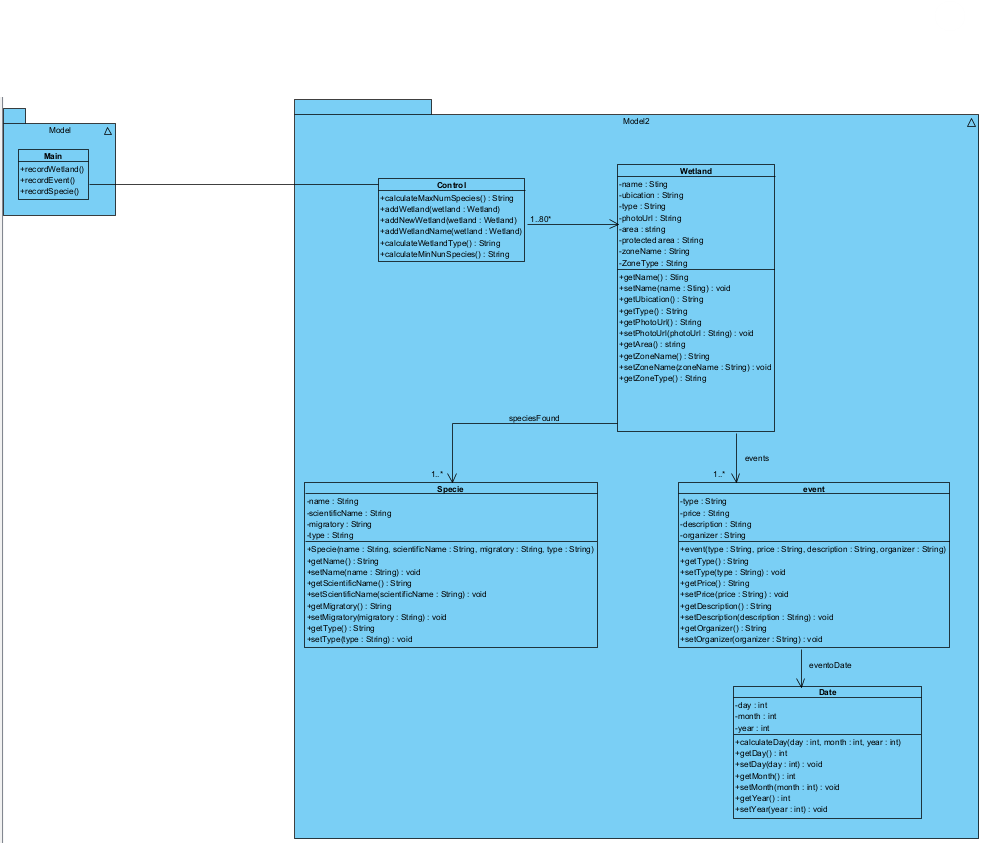 Model
Main
+recordWetland()
+recordEvent()
+recordSpecie()
Model2
Control
+calculateMaxNumSpecies() : String
+addWetland(wetland : Wetland)
+addNewWetland(wetland : Wetland)
+addWetlandName(wetland : Wetland)
+calculateWetlandType() : String
+calculateMinNunSpecies() : String
1..80*
Wetland
-name : Sting
-ubication : String
-type : String
-photoUrl : String
-area : string
-protected area : String
-zoneName : String
-ZoneType : String
+getName() : Sting
+setName(name : Sting) : void
+getUbication() : String
+getType() : String
+getPhotoUrl() : String
+setPhotoUrl(photoUrl : String) : void
+getArea() : string
+getZoneName() : String
+setZoneName(zoneName : String) : void
+getZoneType() : String
speciesFound
1..*
events
1..*
Specie
-name : String
-scientificName : String
-migratory : String
-type : String
+Specie(name : String, scientificName : String, migratory : String, type : String)
+getName() : String
+setName(name : String) : void
+getScientificName() : String
+setScientificName(scientificName : String) : void
+getMigratory() : String
+setMigratory(migratory : String) : void
+getType() : String
+setType(type : String) : void
event
-type : String
-price : String
-description : String
-organizer : String
+event(type : String, price : String, description : String, organizer : String)
+getType() : String
+setType(type : String) : void
+getPrice() : String
+setPrice(price : String) : void
+getDescription() : String
+setDescription(description : String) : void
+getOrganizer() : String
+setOrganizer(organizer : String) : void
eventoDate
Date
-day : int
-month : int
-year : int
+calculateDay(day : int, month : int, year : int)
+getDay() : int
+setDay(day : int) : void
+getMonth() : int
+setMonth(month : int) : void
+getYear() : int
+setYear(year : int) : void